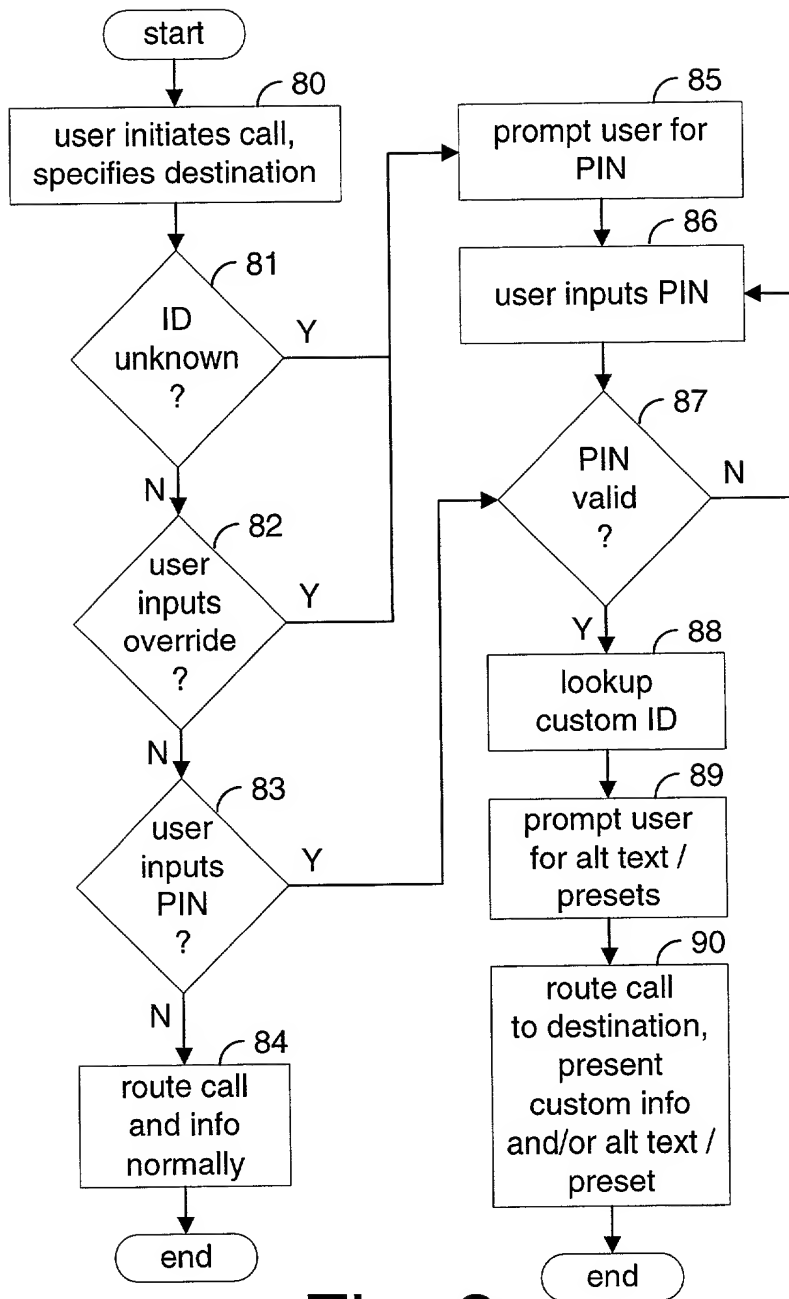 start
80
user initiates call,
specifies destination
81
ID
unknown
?
Y
N
82
user
inputs
override
?
Y
N
83
user
inputs
PIN
?
Y
N
84
route call
and info
normally
end
85
prompt user for
PIN
86
user inputs PIN
87
PIN
valid
?
N
Y
88
lookup
custom ID
89
prompt user
for alt text /
presets
90
route call
to destination,
present
custom info
and/or alt text /
preset
end